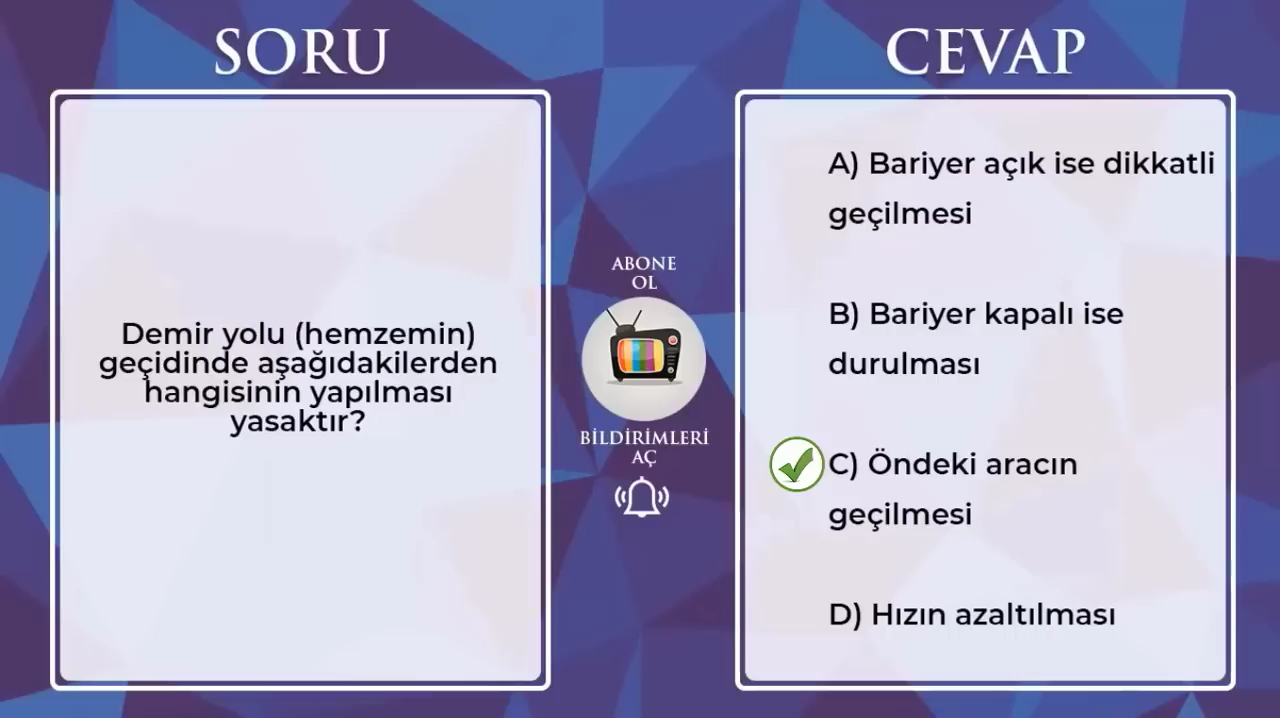 SORU
Demir yolu (hemzemin)
geçidinde aşağıdakilerden
hangisinin yapılması
yasaktır?
ABONE
OL
BİLDİRİMLERİ
AÇ
CEVAP
A) Bariyer açık ise dikkatli
geçilmesi
B) Bariyer kapalı ise
durulması
C) Öndeki aracın
geçilmesi
D) Hızın azaltılması